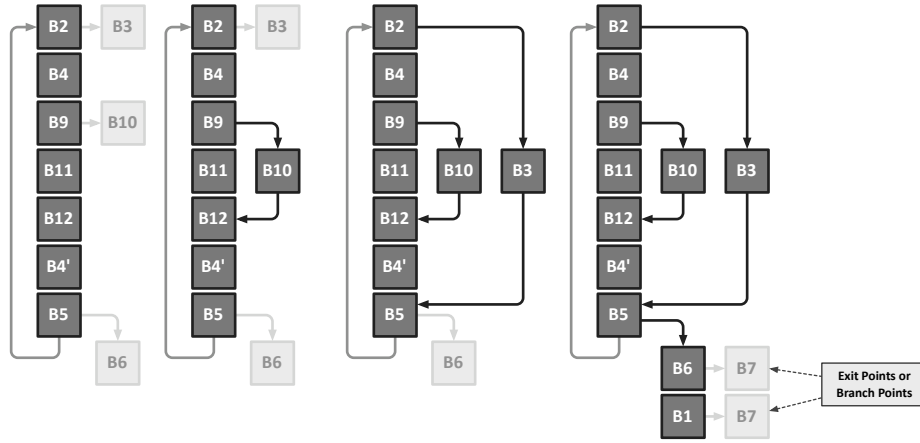 B2 B3 B2 B3 B2 B2
B4 B4 B4 B4
B9 B10 B9 B9 B9
B11 B11 B10 B11 B10 B3 B11 B10 B3
B12 B12 B12 B12
B4' B4' B4' B4'
B5 B5 B5 B5
B6 B6 B6 B6 B7
Exit Points or
Branch Points
B1 B7